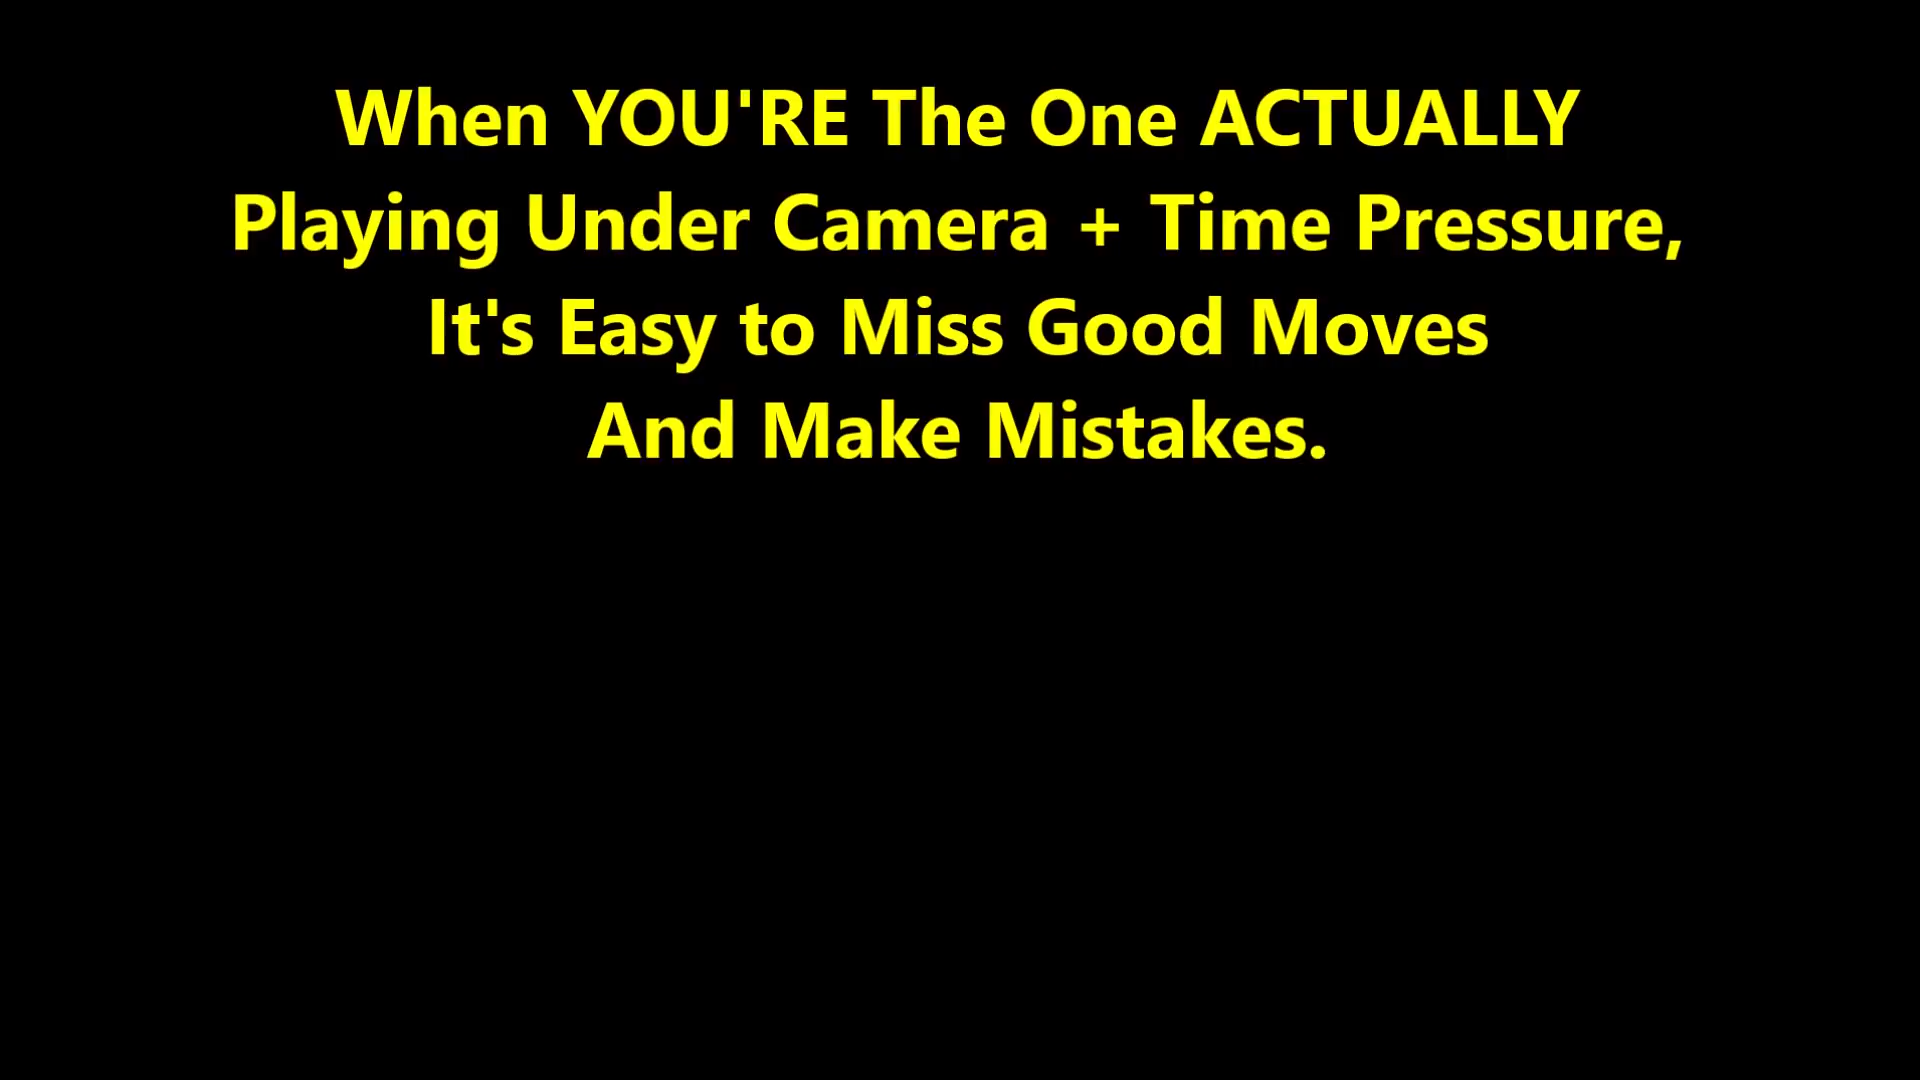 When YOU'RE The One ACTUALLY
Playing Under Camera + Time Pressure,
It's Easy to Miss Good Moves
And Make Mistakes.